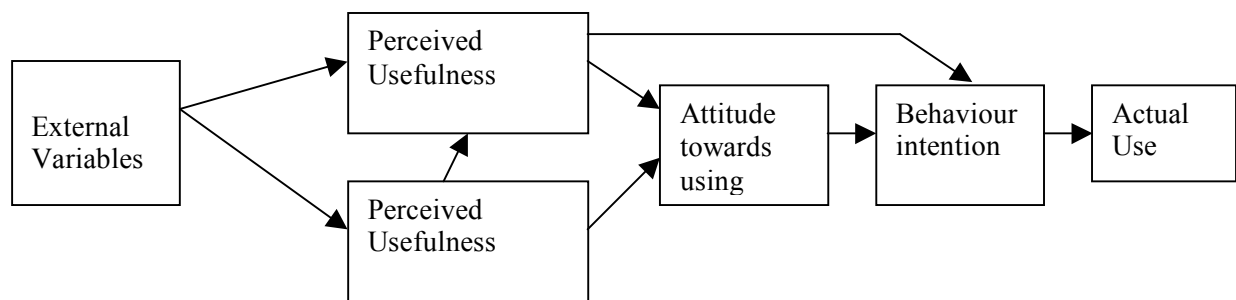 External
Variables
Perceived
Usefulness
Perceived
Usefulness
Attitude
towards
using
Behaviour
intention
Actual
Use